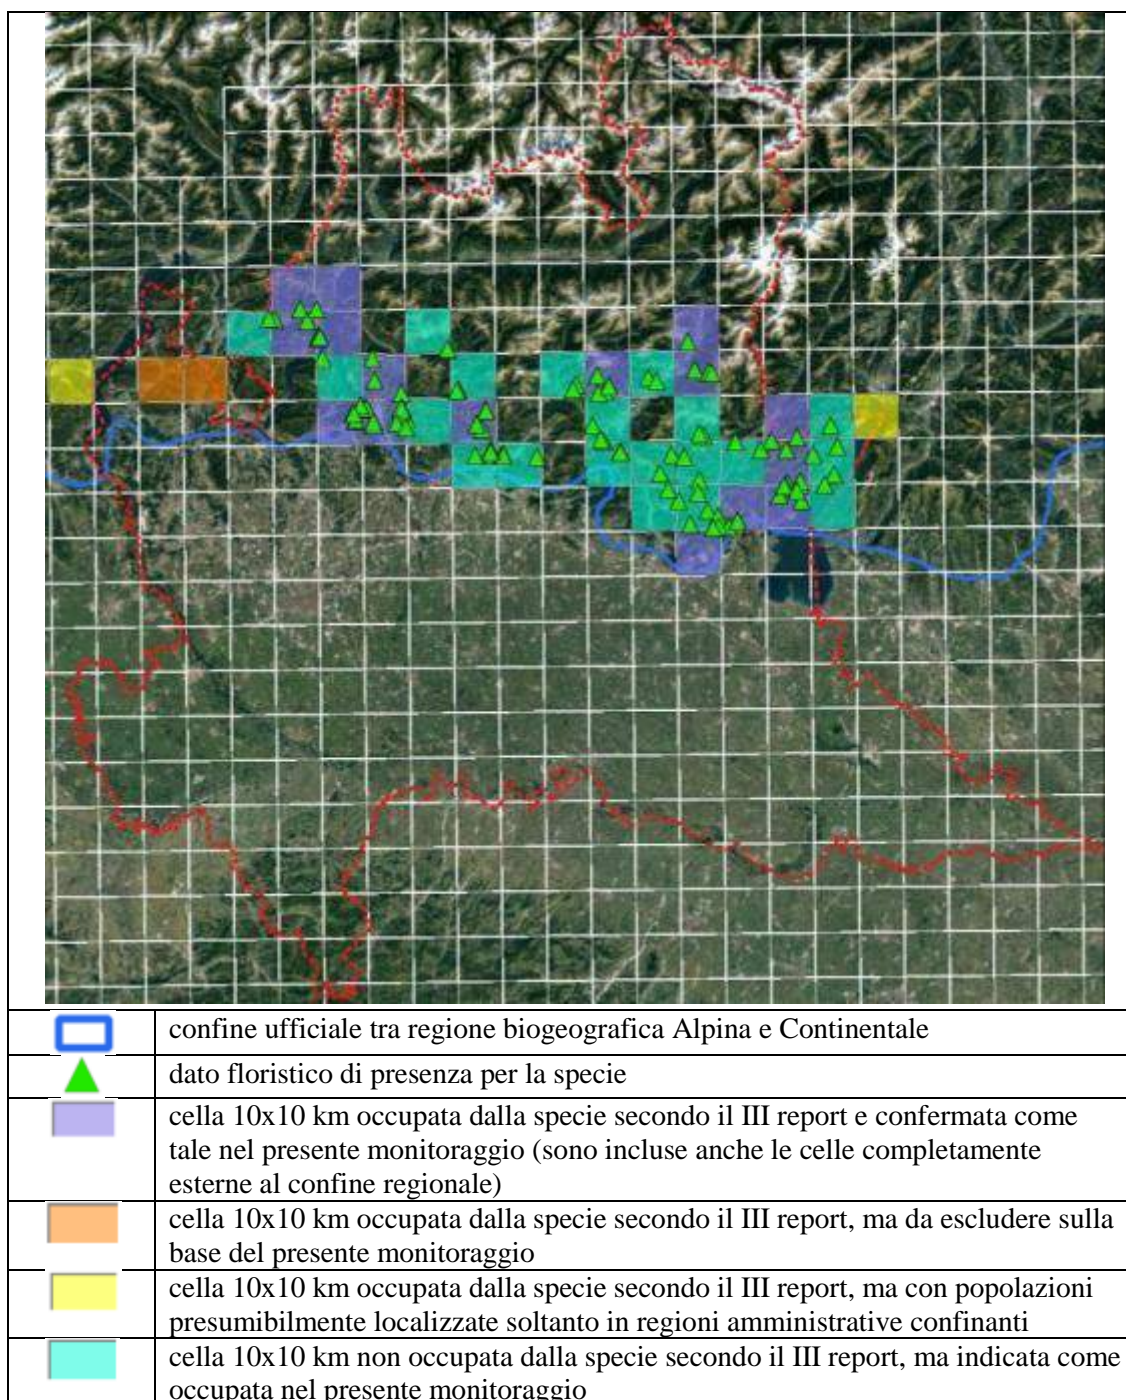 confine ufficiale tra regione biogeografica Alpina e Continentale
dato floristico di presenza per la specie
cella 10x10 km occupata dalla specie secondo il III report e confermata come
tale nel presente monitoraggio (sono incluse anche le celle completamente
esterne al confine regionale)
cella 10x10 km occupata dalla specie secondo il III report, ma da escludere sulla
base del presente monitoraggio
cella 10x10 km occupata dalla specie secondo il III report, ma con popolazioni
presumibilmente localizzate soltanto in regioni amministrative confinanti
cella 10x10 km non occupata dalla specie secondo il III report, ma indicata come
occupata nel presente monitoraggio